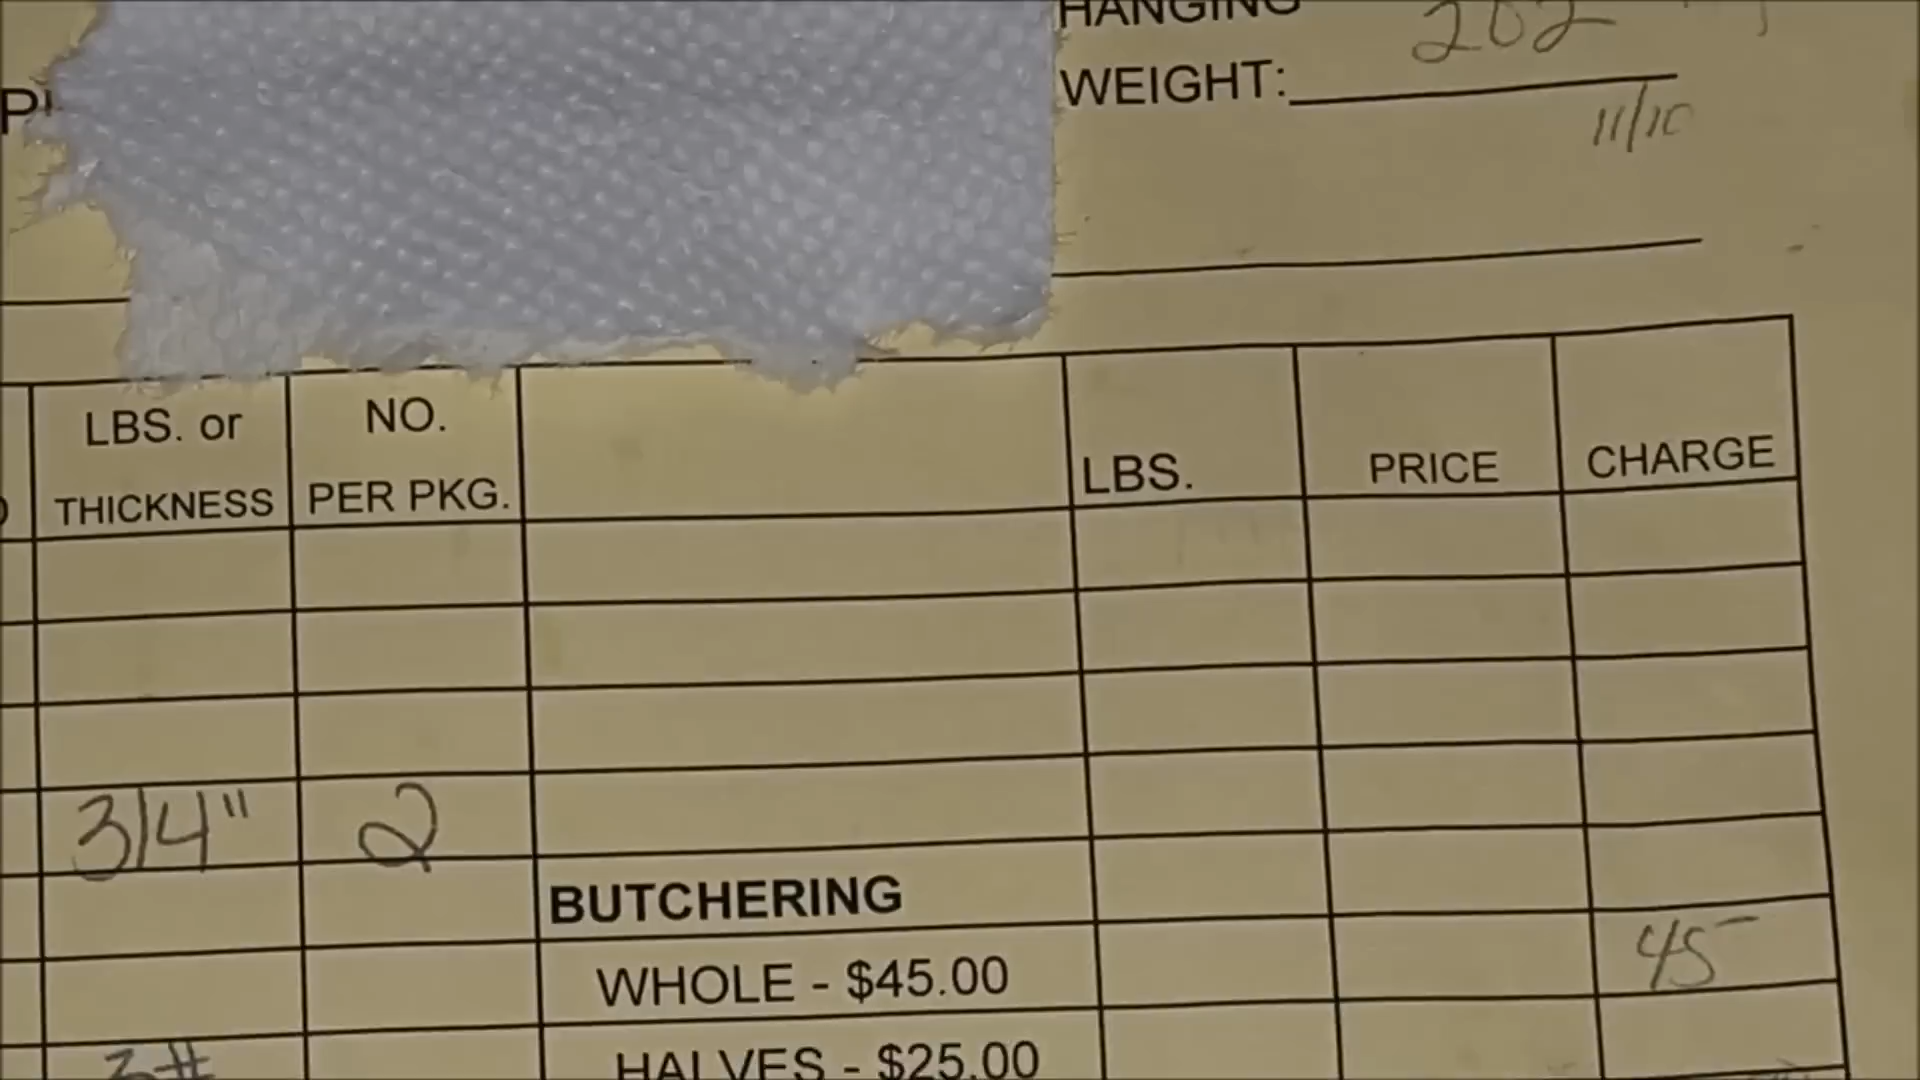 HANGING 202
WEIGHT:
11/10
LBS. or NO.
THICKNESS PER PKG. LBS. PRICE CHARGE
3/4" 2
BUTCHERING
WHOLE - $45.00 45
3# HALVES - $25.00